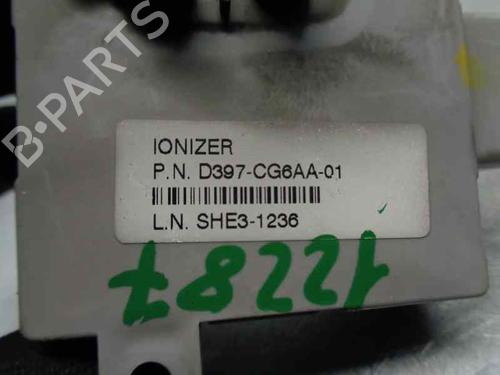 B-PARTS
IONIZER
P.N. D397-CG6AA-01
L.N. SHE3-1236
12287